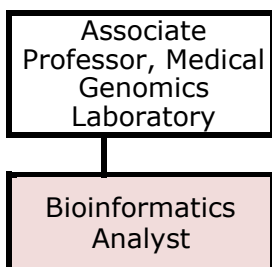 Associate
Professor, Medical
Genomics
Laboratory
Bioinformatics
Analyst